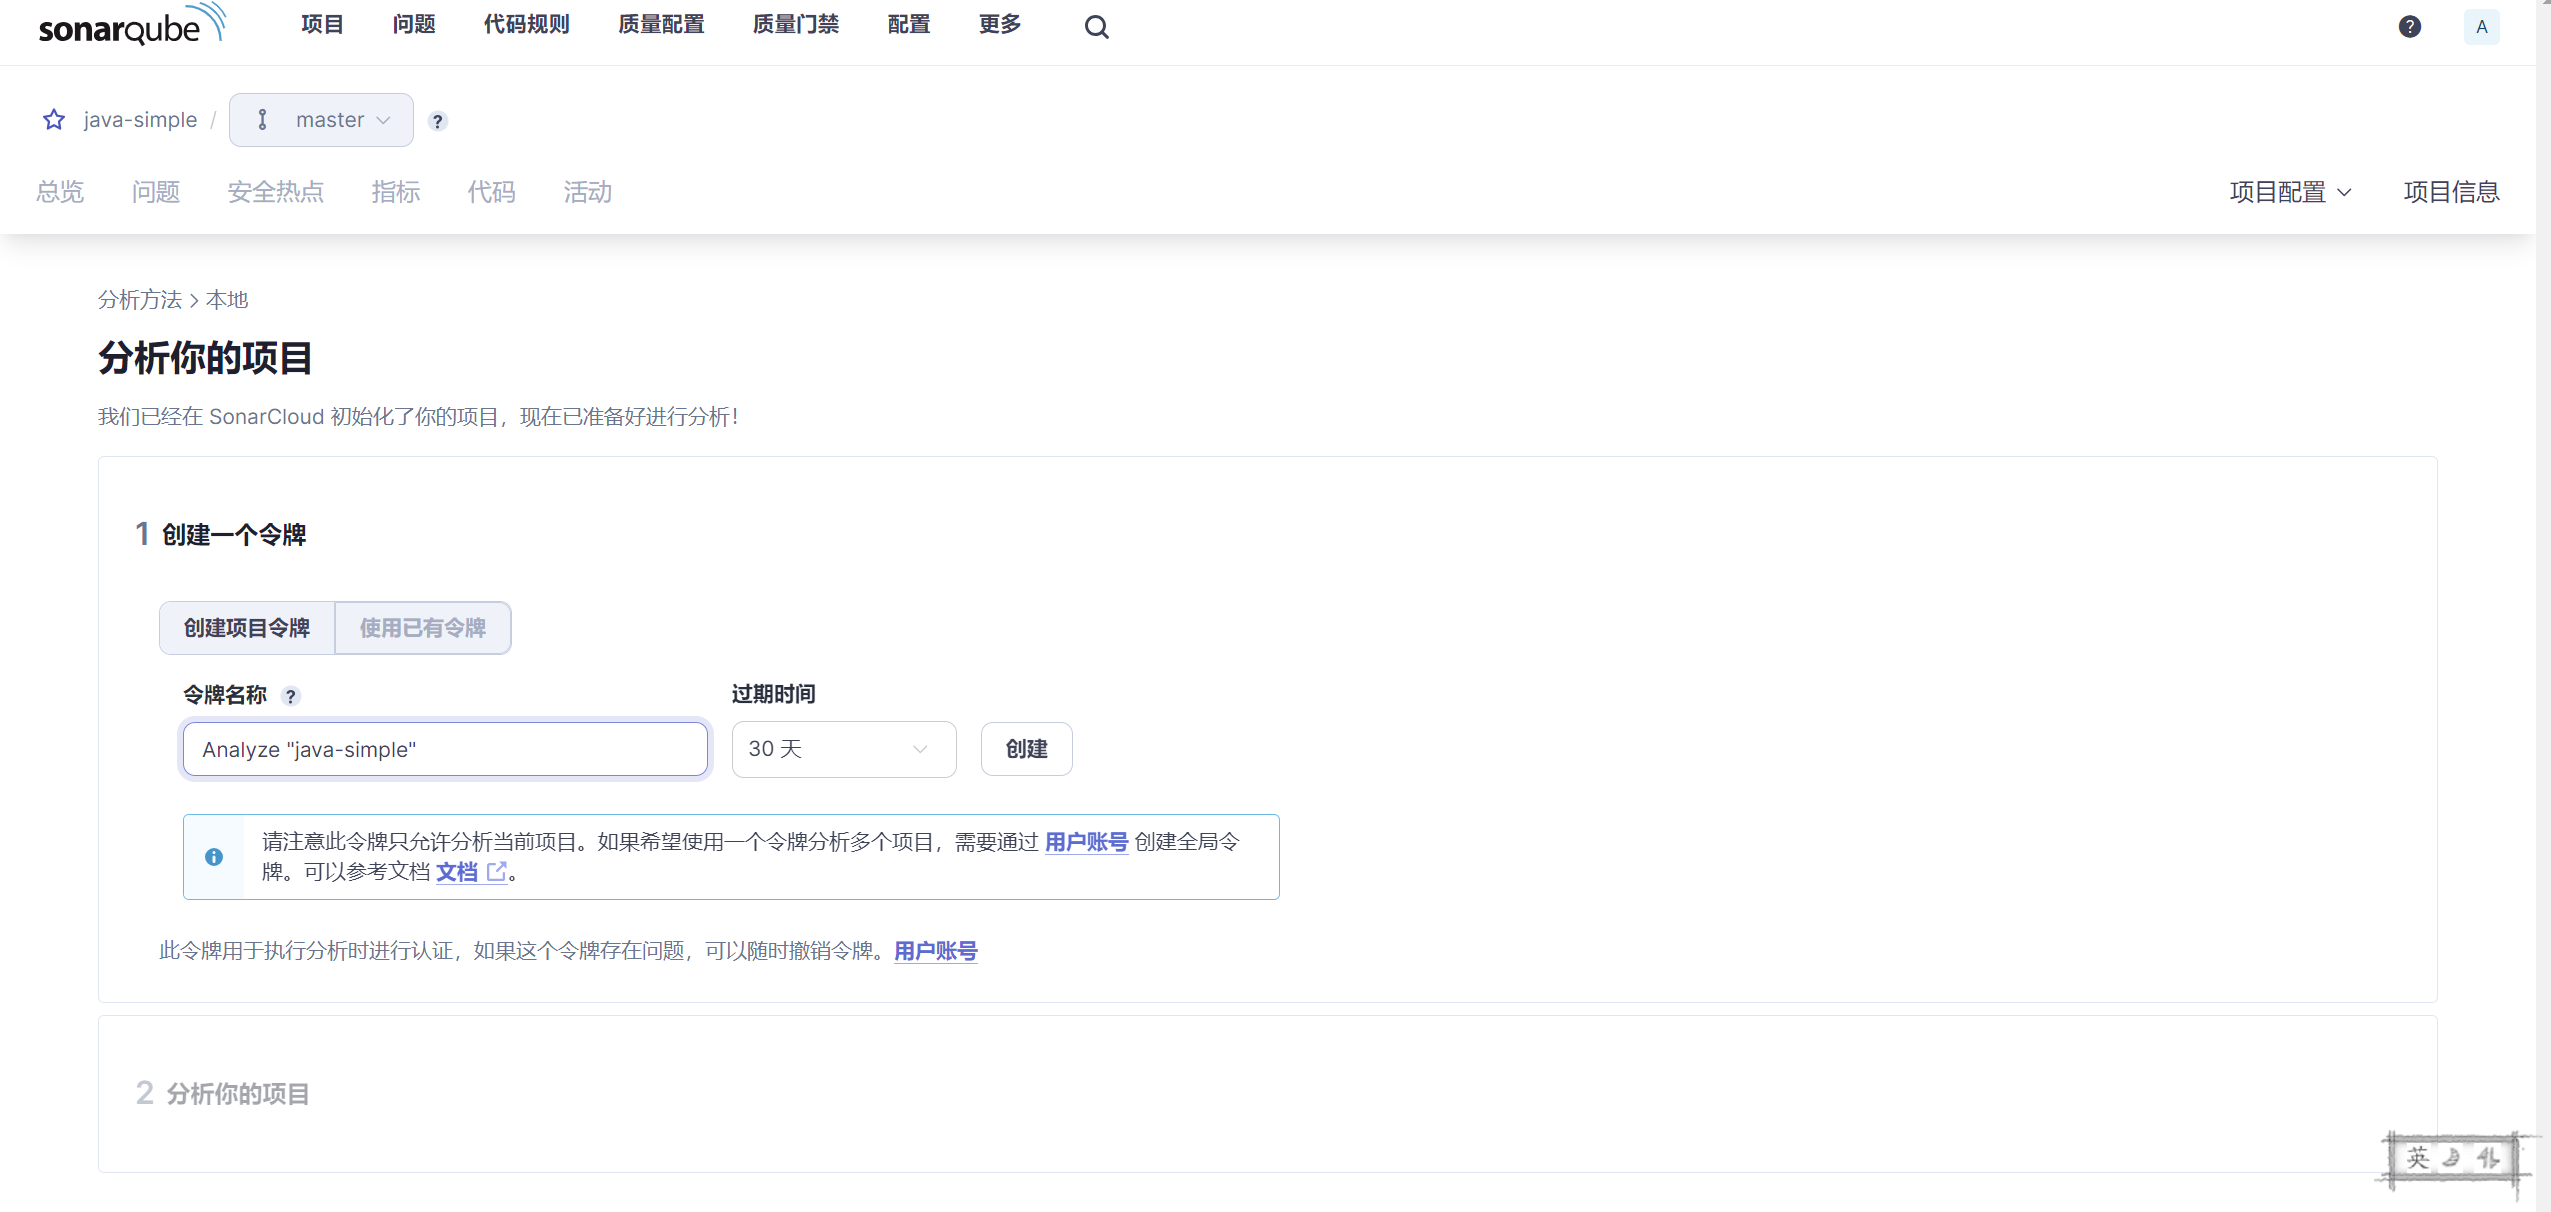 sonarqube 项目 问题 代码规则 质量配置 质量门禁 配置 更多 ? A
java-simple / master ?
总览 问题 安全热点 指标 代码 活动 项目配置 项目信息
分析方法 > 本地
分析你的项目
我们已经在 SonarCloud 初始化了你的项目，现在已准备好进行分析！
1 创建一个令牌
创建项目令牌 使用已有令牌
令牌名称 ? 过期时间
Analyze "java-simple" 30 天 创建
请注意此令牌只允许分析当前项目。如果希望使用一个令牌分析多个项目，需要通过 用户账号 创建全局令
牌。可以参考文档 文档 。
此令牌用于执行分析时进行认证，如果这个令牌存在问题，可以随时撤销令牌。用户账号
2 分析你的项目
英